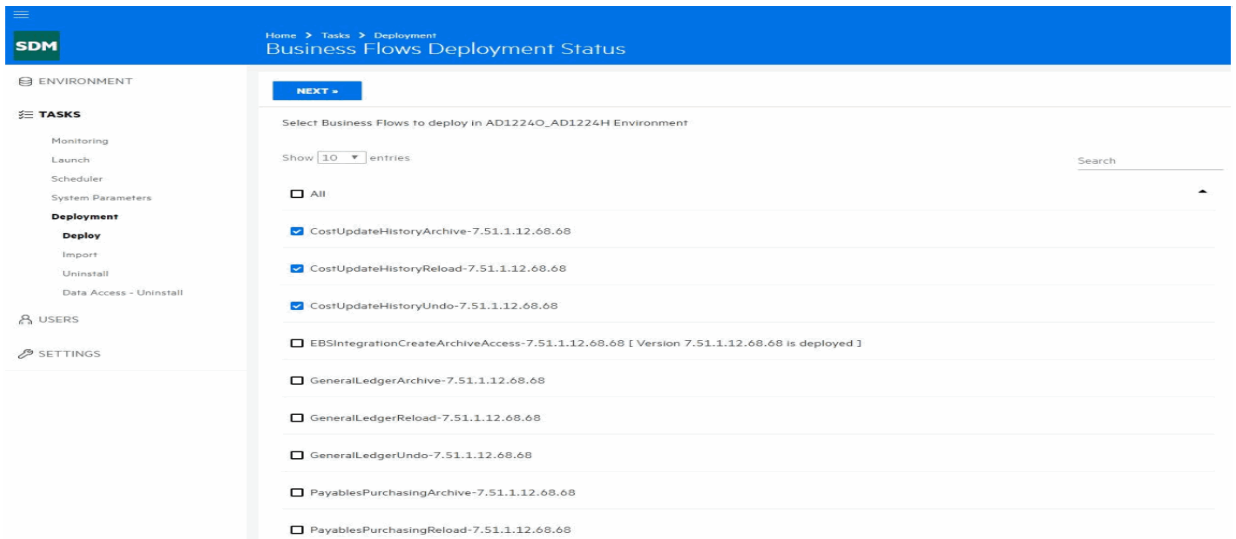 SDM
Home > Tasks > Deployment
Business Flows Deployment Status
ENVIRONMENT
TASKS
Monitoring
Launch
Scheduler
System Parameters
Deployment
Deploy
Import
Uninstall
Data Access - Uninstall
USERS
SETTINGS
NEXT »
Select Business Flows to deploy in AD1224O_AD1224H Environment
Show 10 entries
Search
All
CostUpdateHistoryArchive-7.51.1.12.68.68
CostUpdateHistoryReload-7.51.1.12.68.68
CostUpdateHistoryUndo-7.51.1.12.68.68
EBSIntegrationCreateArchiveAccess-7.51.1.12.68.68 [ Version 7.51.1.12.68.68 is deployed ]
GeneralLedgerArchive-7.51.1.12.68.68
GeneralLedgerReload-7.51.1.12.68.68
GeneralLedgerUndo-7.51.1.12.68.68
PayablesPurchasingArchive-7.51.1.12.68.68
PayablesPurchasingReload-7.51.1.12.68.68